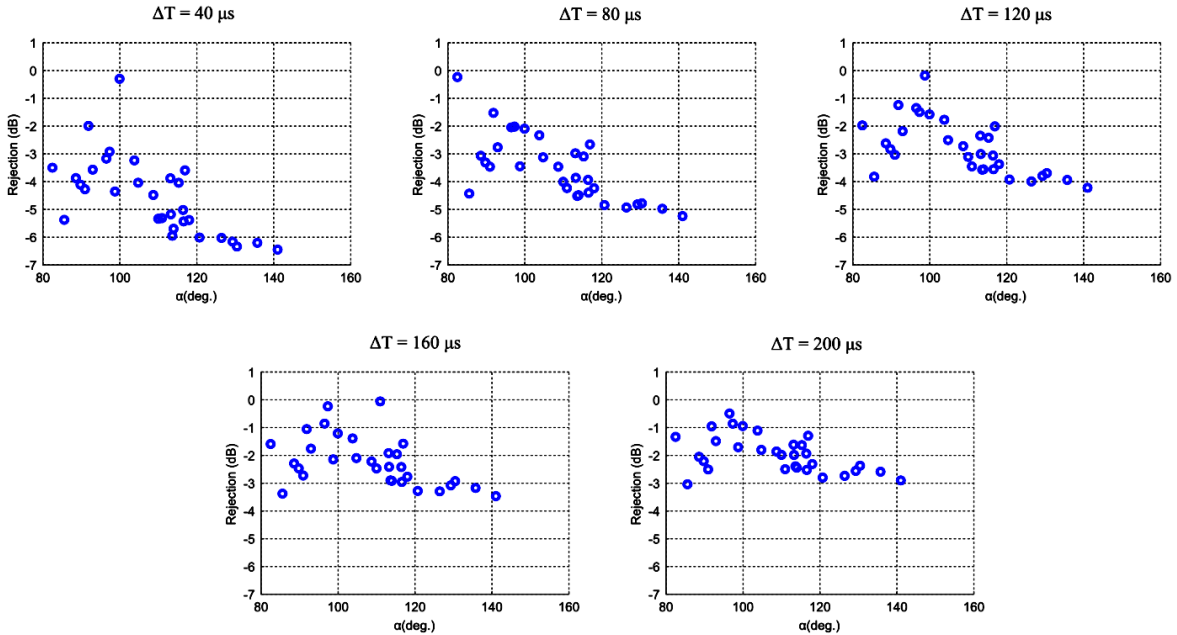 ΔT = 40 μs
ΔT = 80 μs
ΔT = 120 μs
1
0
-1
-2
-3
-4
-5
-6
-7
Rejection (dB)
80 100 120 140 160
α(deg.)
1
0
-1
-2
-3
-4
-5
-6
-7
Rejection (dB)
80 100 120 140 160
α(deg.)
1
0
-1
-2
-3
-4
-5
-6
-7
Rejection (dB)
80 100 120 140 160
α(deg.)
ΔT = 160 μs
ΔT = 200 μs
1
0
-1
-2
-3
-4
-5
-6
-7
Rejection (dB)
80 100 120 140 160
α(deg.)
1
0
-1
-2
-3
-4
-5
-6
-7
Rejection (dB)
80 100 120 140 160
α(deg.)